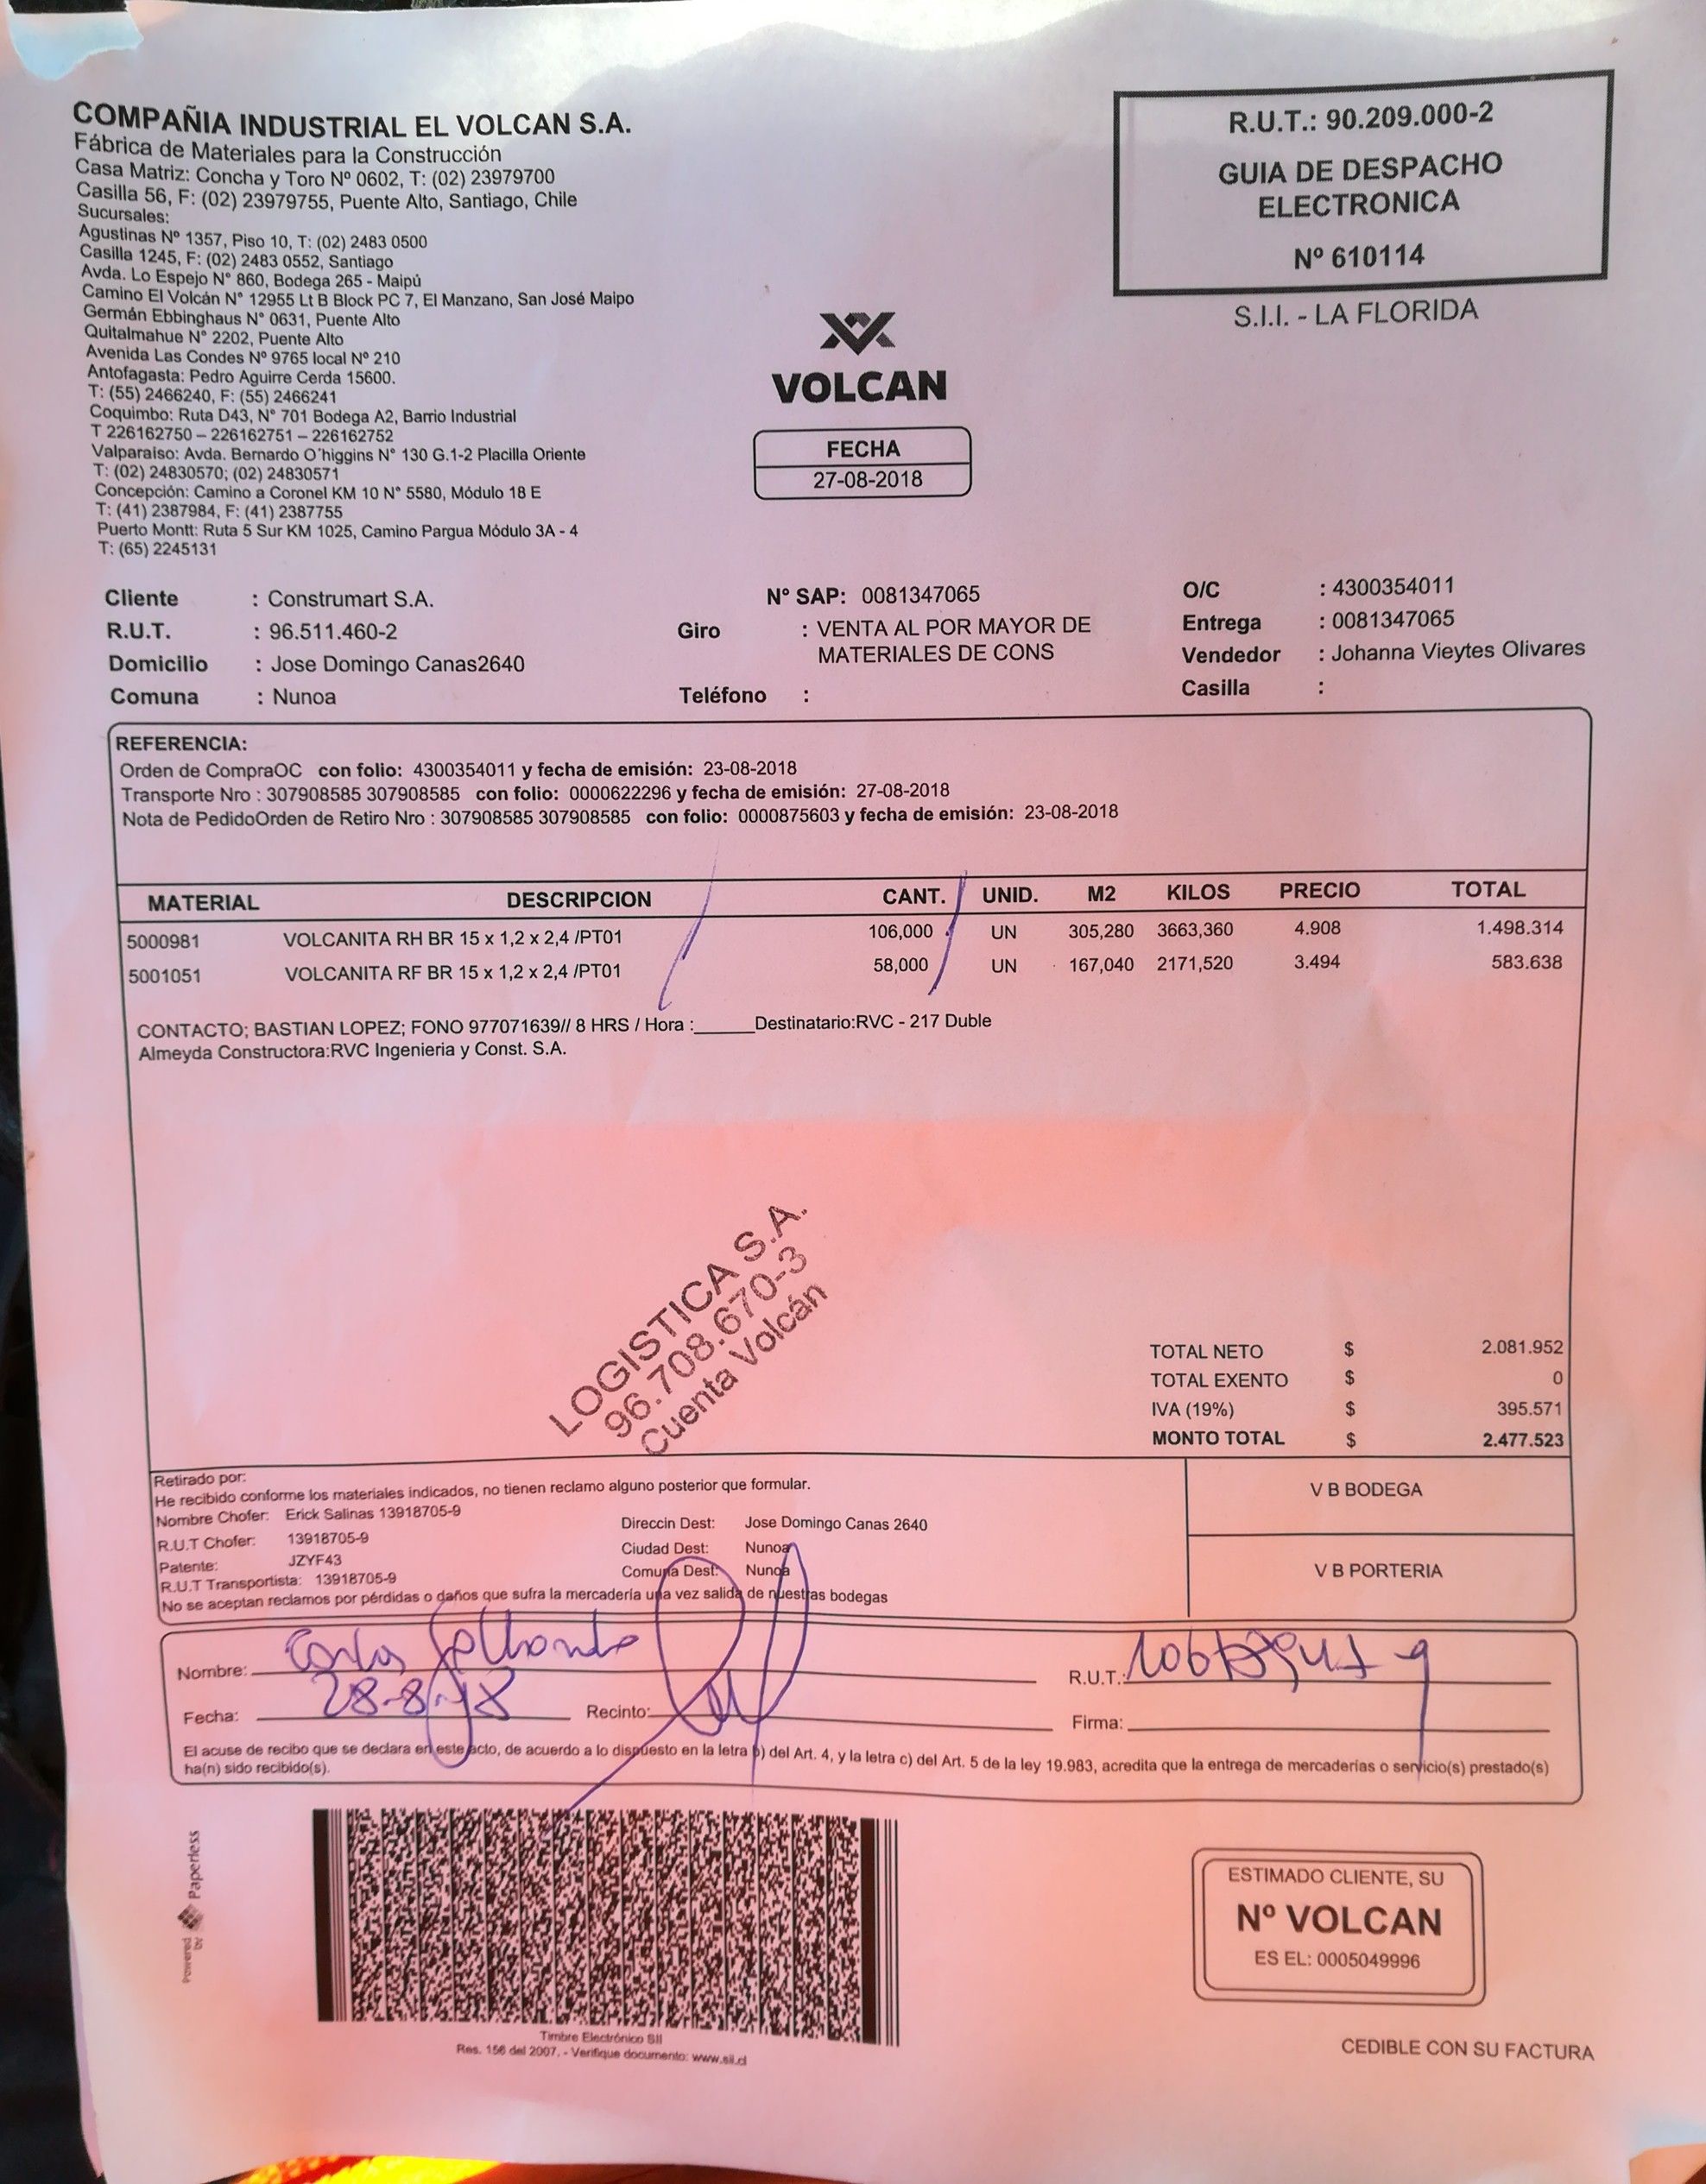 COMPAÑIA INDUSTRIAL EL VOLCAN S.A.
Fábrica de Materiales para la Construcción
Casa Matriz: Concha y Toro Nº 0602, T: (02) 23979700
Casilla 56, F: (02) 23979755, Puente Alto, Santiago, Chile
Sucursales:
Agustinas Nº 1357, Piso 10, T: (02) 2483 0500
Casilla 1245, F: (02) 2483 0552, Santiago
Avda. Lo Espejo N° 860, Bodega 265 - Maipú
Camino El Volcán N° 12955 Lt B Block PC 7, El Manzano, San José Maipo
Germán Ebbinghaus N° 0631, Puente Alto
Quitalmahue N° 2202, Puente Alto
Avenida Las Condes Nº 9765 local Nº 210
Antofagasta: Pedro Aguirre Cerda 15600.
T: (55) 2466240, F: (55) 2466241
Coquimbo: Ruta D43, N° 701 Bodega A2, Barrio Industrial
T 226162750 – 226162751 – 226162752
Valparaiso: Avda. Bernardo O´higgins N° 130 G.1-2 Placilla Oriente
T: (02) 24830570; (02) 24830571
Concepción: Camino a Coronel KM 10 N° 5580, Módulo 18 E
T: (41) 2387984, F: (41) 2387755
Puerto Montt: Ruta 5 Sur KM 1025, Camino Pargua Módulo 3A - 4
T: (65) 2245131
R.U.T.: 90.209.000-2
GUIA DE DESPACHO
ELECTRONICA
Nº 610114
S.I.I. - LA FLORIDA
VOLCAN
FECHA
27-08-2018
Cliente : Construmart S.A. N° SAP: 0081347065 O/C : 4300354011
R.U.T. : 96.511.460-2 Giro : VENTA AL POR MAYOR DE Entrega : 0081347065
Domicilio : Jose Domingo Canas2640 MATERIALES DE CONS Vendedor : Johanna Vieytes Olivares
Comuna : Nunoa Teléfono : Casilla :
REFERENCIA:
Orden de CompraOC con folio: 4300354011 y fecha de emisión: 23-08-2018
Transporte Nro : 307908585 307908585 con folio: 0000622296 y fecha de emisión: 27-08-2018
Nota de PedidoOrden de Retiro Nro : 307908585 307908585 con folio: 0000875603 y fecha de emisión: 23-08-2018
MATERIAL DESCRIPCION CANT. UNID. M2 KILOS PRECIO TOTAL
5000981 VOLCANITA RH BR 15 x 1,2 x 2,4 /PT01 106,000 UN 305,280 3663,360 4.908 1.498.314
5001051 VOLCANITA RF BR 15 x 1,2 x 2,4 /PT01 58,000 UN 167,040 2171,520 3.494 583.638
CONTACTO; BASTIAN LOPEZ; FONO 977071639// 8 HRS / Hora :______Destinatario:RVC - 217 Duble
Almeyda Constructora:RVC Ingenieria y Const. S.A.
LOGISTICA S.A.
96.708.670-3
Cuenta Volcán
TOTAL NETO $ 2.081.952
TOTAL EXENTO $ 0
IVA (19%) $ 395.571
MONTO TOTAL $ 2.477.523
Retirado por:
He recibido conforme los materiales indicados, no tienen reclamo alguno posterior que formular.
Nombre Chofer: Erick Salinas 13918705-9
R.U.T Chofer: 13918705-9
Patente: JZYF43
R.U.T Transportista: 13918705-9
Direccin Dest: Jose Domingo Canas 2640
Ciudad Dest: Nunoa
Comuna Dest: Nunoa
No se aceptan reclamos por pérdidas o daños que sufra la mercadería una vez salida de nuestras bodegas
V B BODEGA
V B PORTERIA
Nombre: R.U.T.:
Fecha: 28-8-18 Recinto: Firma:
El acuse de recibo que se declara en este acto, de acuerdo a lo dispuesto en la letra b) del Art. 4, y la letra c) del Art. 5 de la ley 19.983, acredita que la entrega de mercaderías o servicio(s) prestado(s)
ha(n) sido recibido(s).
Powered by Paperless
Timbre Electrónico SII
Res. 156 del 2007. - Verifique documento: www.sii.cl
ESTIMADO CLIENTE, SU
Nº VOLCAN
ES EL: 0005049996
CEDIBLE CON SU FACTURA